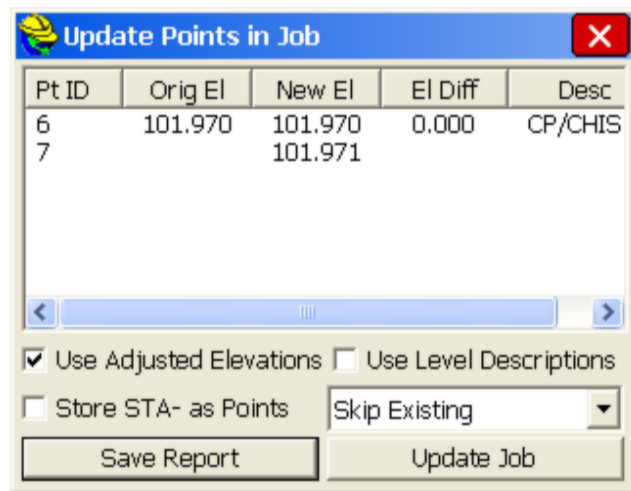 Update Points in Job
Pt ID Orig El New El El Diff Desc
6 101.970 101.970 0.000 CP/CHIS
7 101.971
Use Adjusted Elevations Use Level Descriptions
Store STA- as Points Skip Existing
Save Report Update Job